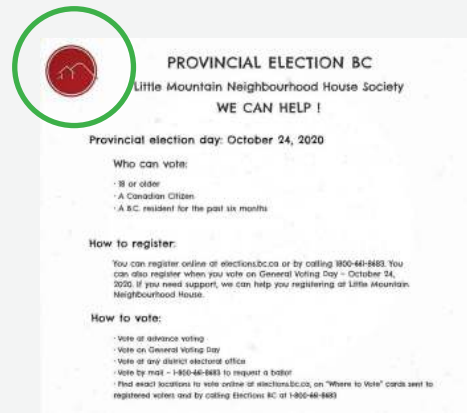 PROVINCIAL ELECTION BC
Little Mountain Neighbourhood House Society
WE CAN HELP !
Provincial election day: October 24, 2020
Who can vote:
· 18 or older
· A Canadian Citizen
· A B.C. resident for the past six months
How to register:
You can register online at elections.bc.ca or by calling 1800-661-8683. You
can also register when you vote on General Voting Day – October 24,
2020. If you need support, we can help you registering at Little Mountain
Neighbourhood House.
How to vote:
· Vote at advance voting
· Vote on General Voting Day
· Vote at any district electoral office
· Vote by mail – 1-800-661-8683 to request a ballot
· Find exact locations to vote online at elections.bc.ca, on "Where to Vote" cards sent to
registered voters and by calling Elections BC at 1-800-661-8683